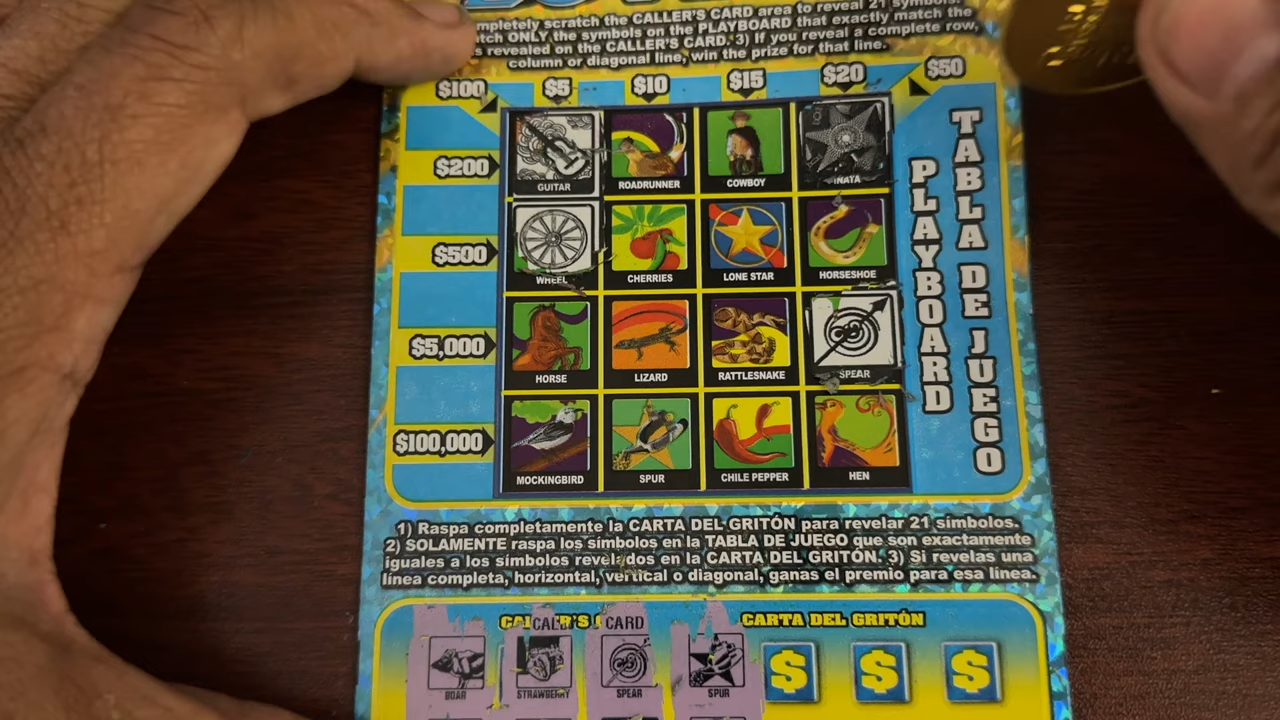 completely scratch the CALLER'S CARD area to reveal 21 symbols.
ONLY the symbols on the PLAYBOARD that exactly match the
revealed on the CALLER'S CARD. 3) If you reveal a complete row,
column or diagonal line, win the prize for that line.
$100 $5 $10 $15 $20 $50
$200
GUITAR ROADRUNNER COWBOY
$500
WHEEL CHERRIES LONE STAR HORSESHOE
$5,000
HORSE LIZARD RATTLESNAKE SPEAR
$100,000
MOCKINGBIRD SPUR CHILE PEPPER HEN
PLAYBOARD
TABLA DE JUEGO
1) Raspa completamente la CARTA DEL GRITÓN para revelar 21 símbolos.
2) SOLAMENTE raspa los símbolos en la TABLA DE JUEGO que son exactamente
iguales a los símbolos revelados en la CARTA DEL GRITÓN. 3) Si revelas una
línea completa, horizontal, vertical o diagonal, ganas el premio para esa línea.
CARD CARTA DEL GRITÓN
BOAR STRAWBERRY SPEAR SPUR $ $ $